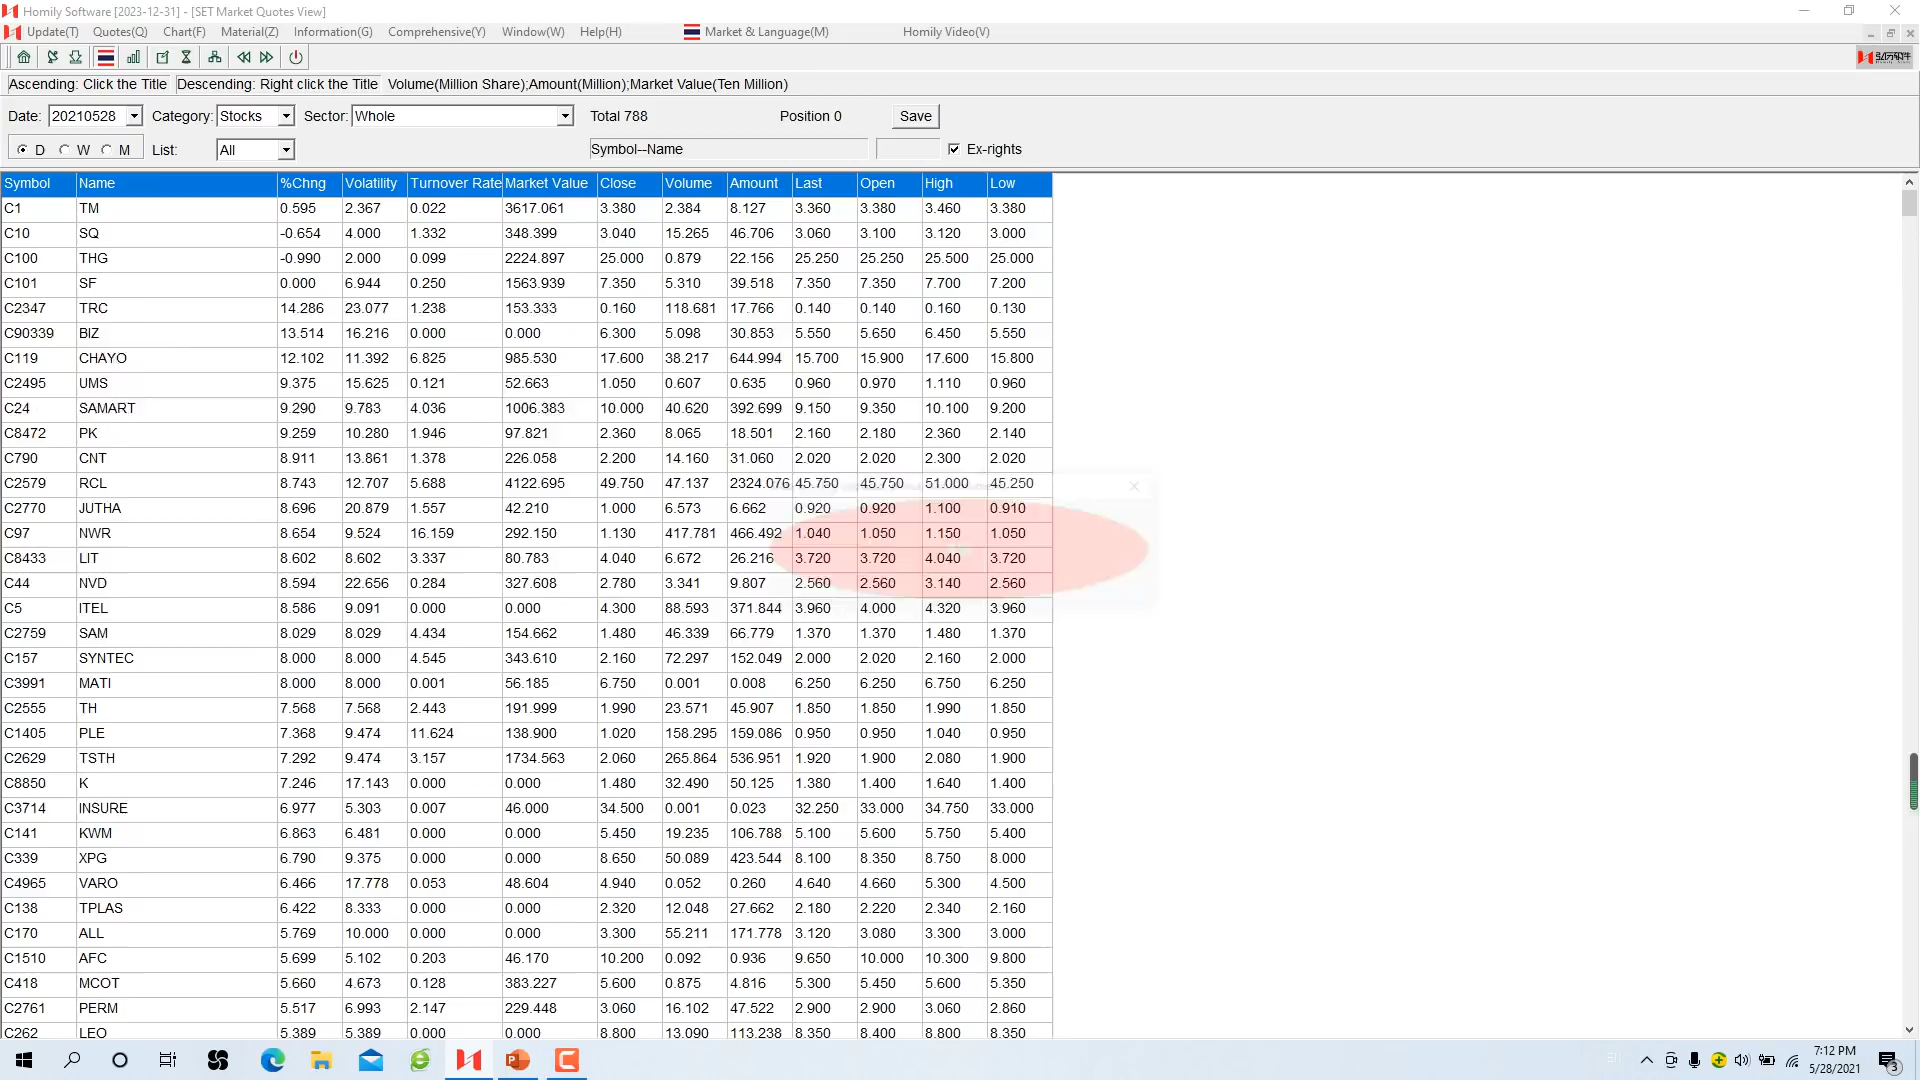 Homily Software [2023-12-31] - [SET Market Quotes View]
Update(T) Quotes(Q) Chart(F) Material(Z) Information(G) Comprehensive(Y) Window(W) Help(H) Market & Language(M) Homily Video(V)
Ascending: Click the Title Descending: Right click the Title Volume(Million Share);Amount(Million);Market Value(Ten Million)
Date: 20210528 Category: Stocks Sector: Whole Total 788 Position 0 Save
D W M List: All Symbol--Name Ex-rights
Symbol Name %Chng Volatility Turnover Rate Market Value Close Volume Amount Last Open High Low
C1 TM 0.595 2.367 0.022 3617.061 3.380 2.384 8.127 3.360 3.380 3.460 3.380
C10 SQ -0.654 4.000 1.332 348.399 3.040 15.265 46.706 3.060 3.100 3.120 3.000
C100 THG -0.990 2.000 0.099 2224.897 25.000 0.879 22.156 25.250 25.250 25.500 25.000
C101 SF 0.000 6.944 0.250 1563.939 7.350 5.310 39.518 7.350 7.350 7.700 7.200
C2347 TRC 14.286 23.077 1.238 153.333 0.160 118.681 17.766 0.140 0.140 0.160 0.130
C90339 BIZ 13.514 16.216 0.000 0.000 6.300 5.098 30.853 5.550 5.650 6.450 5.550
C119 CHAYO 12.102 11.392 6.825 985.530 17.600 38.217 644.994 15.700 15.900 17.600 15.800
C2495 UMS 9.375 15.625 0.121 52.663 1.050 0.607 0.635 0.960 0.970 1.110 0.960
C24 SAMART 9.290 9.783 4.036 1006.383 10.000 40.620 392.699 9.150 9.350 10.100 9.200
C8472 PK 9.259 10.280 1.946 97.821 2.360 8.065 18.501 2.160 2.180 2.360 2.140
C790 CNT 8.911 13.861 1.378 226.058 2.200 14.160 31.060 2.020 2.020 2.300 2.020
C2579 RCL 8.743 12.707 5.688 4122.695 49.750 47.137 2324.076 45.750 45.750 51.000 45.250
C2770 JUTHA 8.696 20.879 1.557 42.210 1.000 6.573 6.662 0.920 0.920 1.100 0.910
C97 NWR 8.654 9.524 16.159 292.150 1.130 417.781 466.492 1.040 1.050 1.150 1.050
C8433 LIT 8.602 8.602 3.337 80.783 4.040 6.672 26.216 3.720 3.720 4.040 3.720
C44 NVD 8.594 22.656 0.284 327.608 2.780 3.341 9.807 2.560 2.560 3.140 2.560
C5 ITEL 8.586 9.091 0.000 0.000 4.300 88.593 371.844 3.960 4.000 4.320 3.960
C2759 SAM 8.029 8.029 4.434 154.662 1.480 46.339 66.779 1.370 1.370 1.480 1.370
C157 SYNTEC 8.000 8.000 4.545 343.610 2.160 72.297 152.049 2.000 2.020 2.160 2.000
C3991 MATI 8.000 8.000 0.001 56.185 6.750 0.001 0.008 6.250 6.250 6.750 6.250
C2555 TH 7.568 7.568 2.443 191.999 1.990 23.571 45.907 1.850 1.850 1.990 1.850
C1405 PLE 7.368 9.474 11.624 138.900 1.020 158.295 159.086 0.950 0.950 1.040 0.950
C2629 TSTH 7.292 9.474 3.157 1734.563 2.060 265.864 536.951 1.920 1.900 2.080 1.900
C8850 K 7.246 17.143 0.000 0.000 1.480 32.490 50.125 1.380 1.400 1.640 1.400
C3714 INSURE 6.977 5.303 0.007 46.000 34.500 0.001 0.023 32.250 33.000 34.750 33.000
C141 KWM 6.863 6.481 0.000 0.000 5.450 19.235 106.788 5.100 5.600 5.750 5.400
C339 XPG 6.790 9.375 0.000 0.000 8.650 50.089 423.544 8.100 8.350 8.750 8.000
C4965 VARO 6.466 17.778 0.053 48.604 4.940 0.052 0.260 4.640 4.660 5.300 4.500
C138 TPLAS 6.422 8.333 0.000 0.000 2.320 12.048 27.662 2.180 2.220 2.340 2.160
C170 ALL 5.769 10.000 0.000 0.000 3.300 55.211 171.778 3.120 3.080 3.300 3.000
C1510 AFC 5.699 5.102 0.203 46.170 10.200 0.092 0.936 9.650 10.000 10.300 9.800
C418 MCOT 5.660 4.673 0.128 383.227 5.600 0.875 4.816 5.300 5.450 5.600 5.350
C2761 PERM 5.517 6.993 2.147 229.448 3.060 16.102 47.522 2.900 2.900 3.060 2.860
C262 LEO 5.389 5.389 0.000 0.000 8.800 13.090 113.238 8.350 8.400 8.800 8.350
7:12 PM
5/28/2021
3